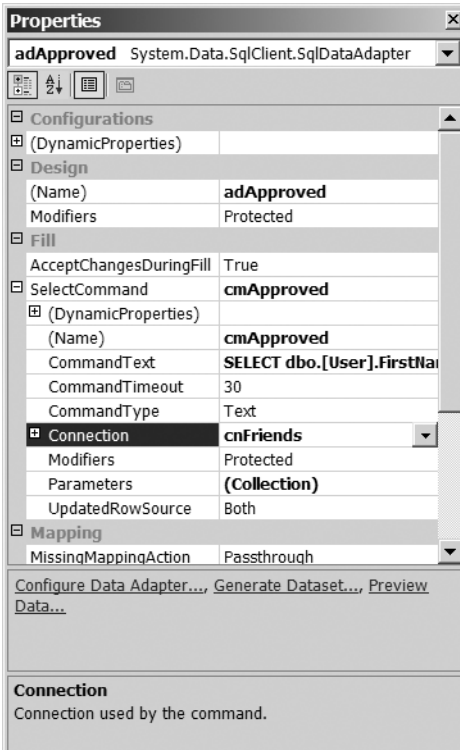 Properties
adApproved System.Data.SqlClient.SqlDataAdapter
Configurations
(DynamicProperties)
Design
(Name) adApproved
Modifiers Protected
Fill
AcceptChangesDuringFill True
SelectCommand cmApproved
(DynamicProperties)
(Name) cmApproved
CommandText SELECT dbo.[User].FirstNa
CommandTimeout 30
CommandType Text
Connection cnFriends
Modifiers Protected
Parameters (Collection)
UpdatedRowSource Both
Mapping
MissingMappingAction Passthrough
Configure Data Adapter..., Generate Dataset..., Preview
Data...
Connection
Connection used by the command.